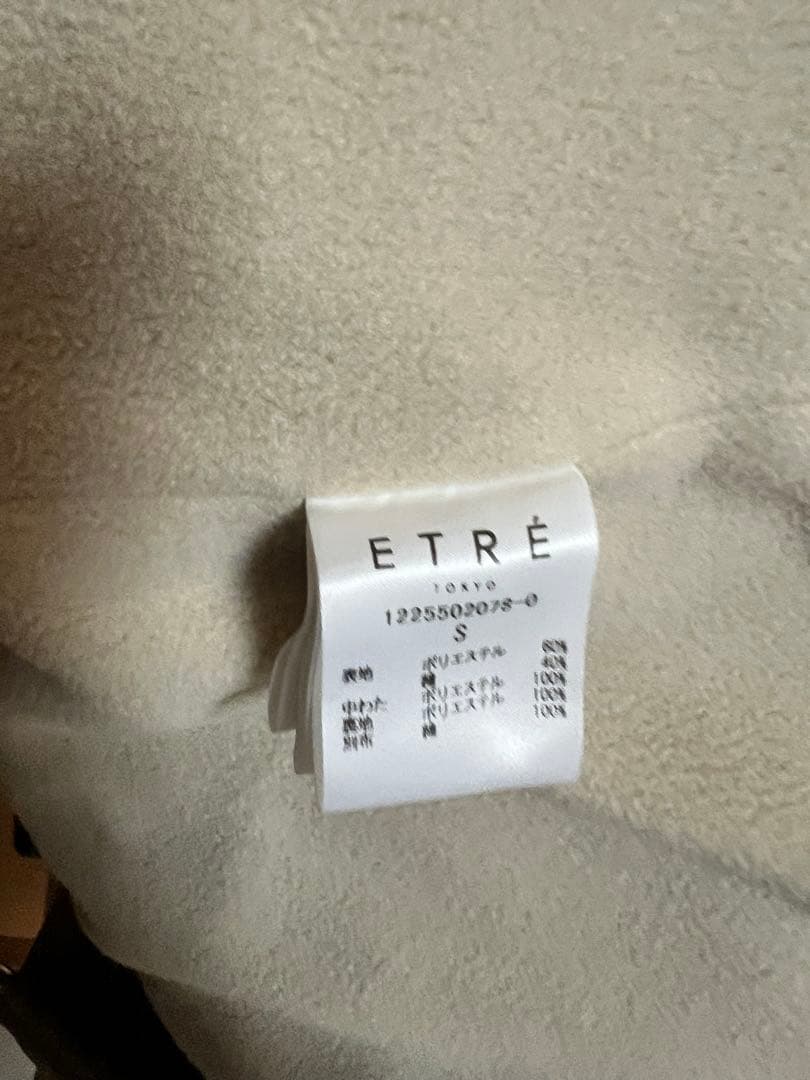 ETRÉ
TOKYO
1225502078-0
S
表地 ポリエステル 60%
綿 40%
中わた ポリエステル 100%
裏地 ポリエステル 100%
別布 綿 100%